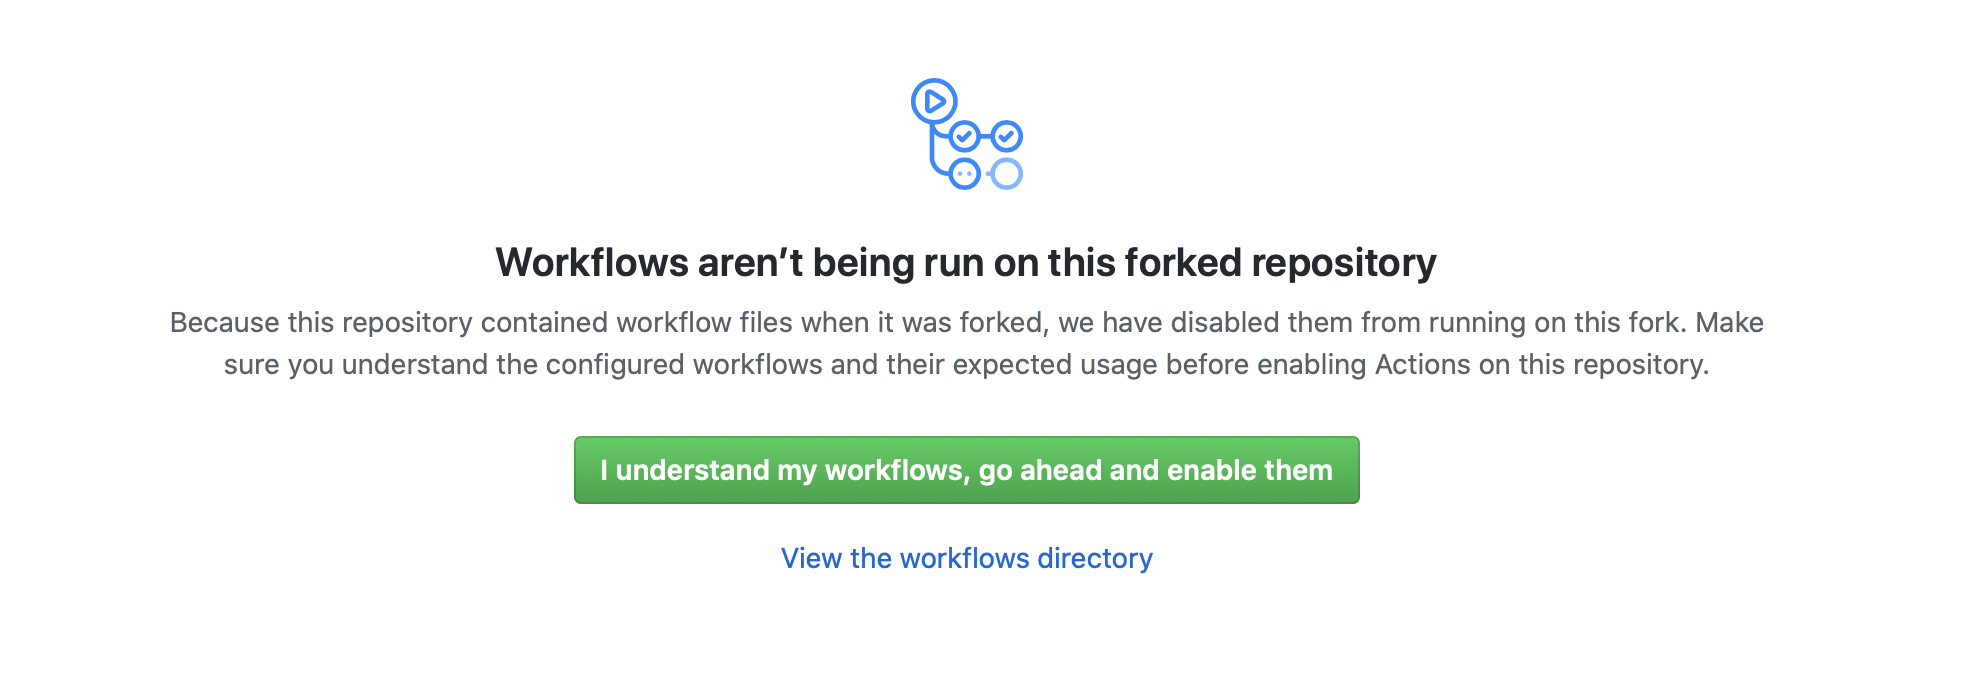 Workflows aren’t being run on this forked repository
Because this repository contained workflow files when it was forked, we have disabled them from running on this fork. Make
sure you understand the configured workflows and their expected usage before enabling Actions on this repository.
I understand my workflows, go ahead and enable them
View the workflows directory